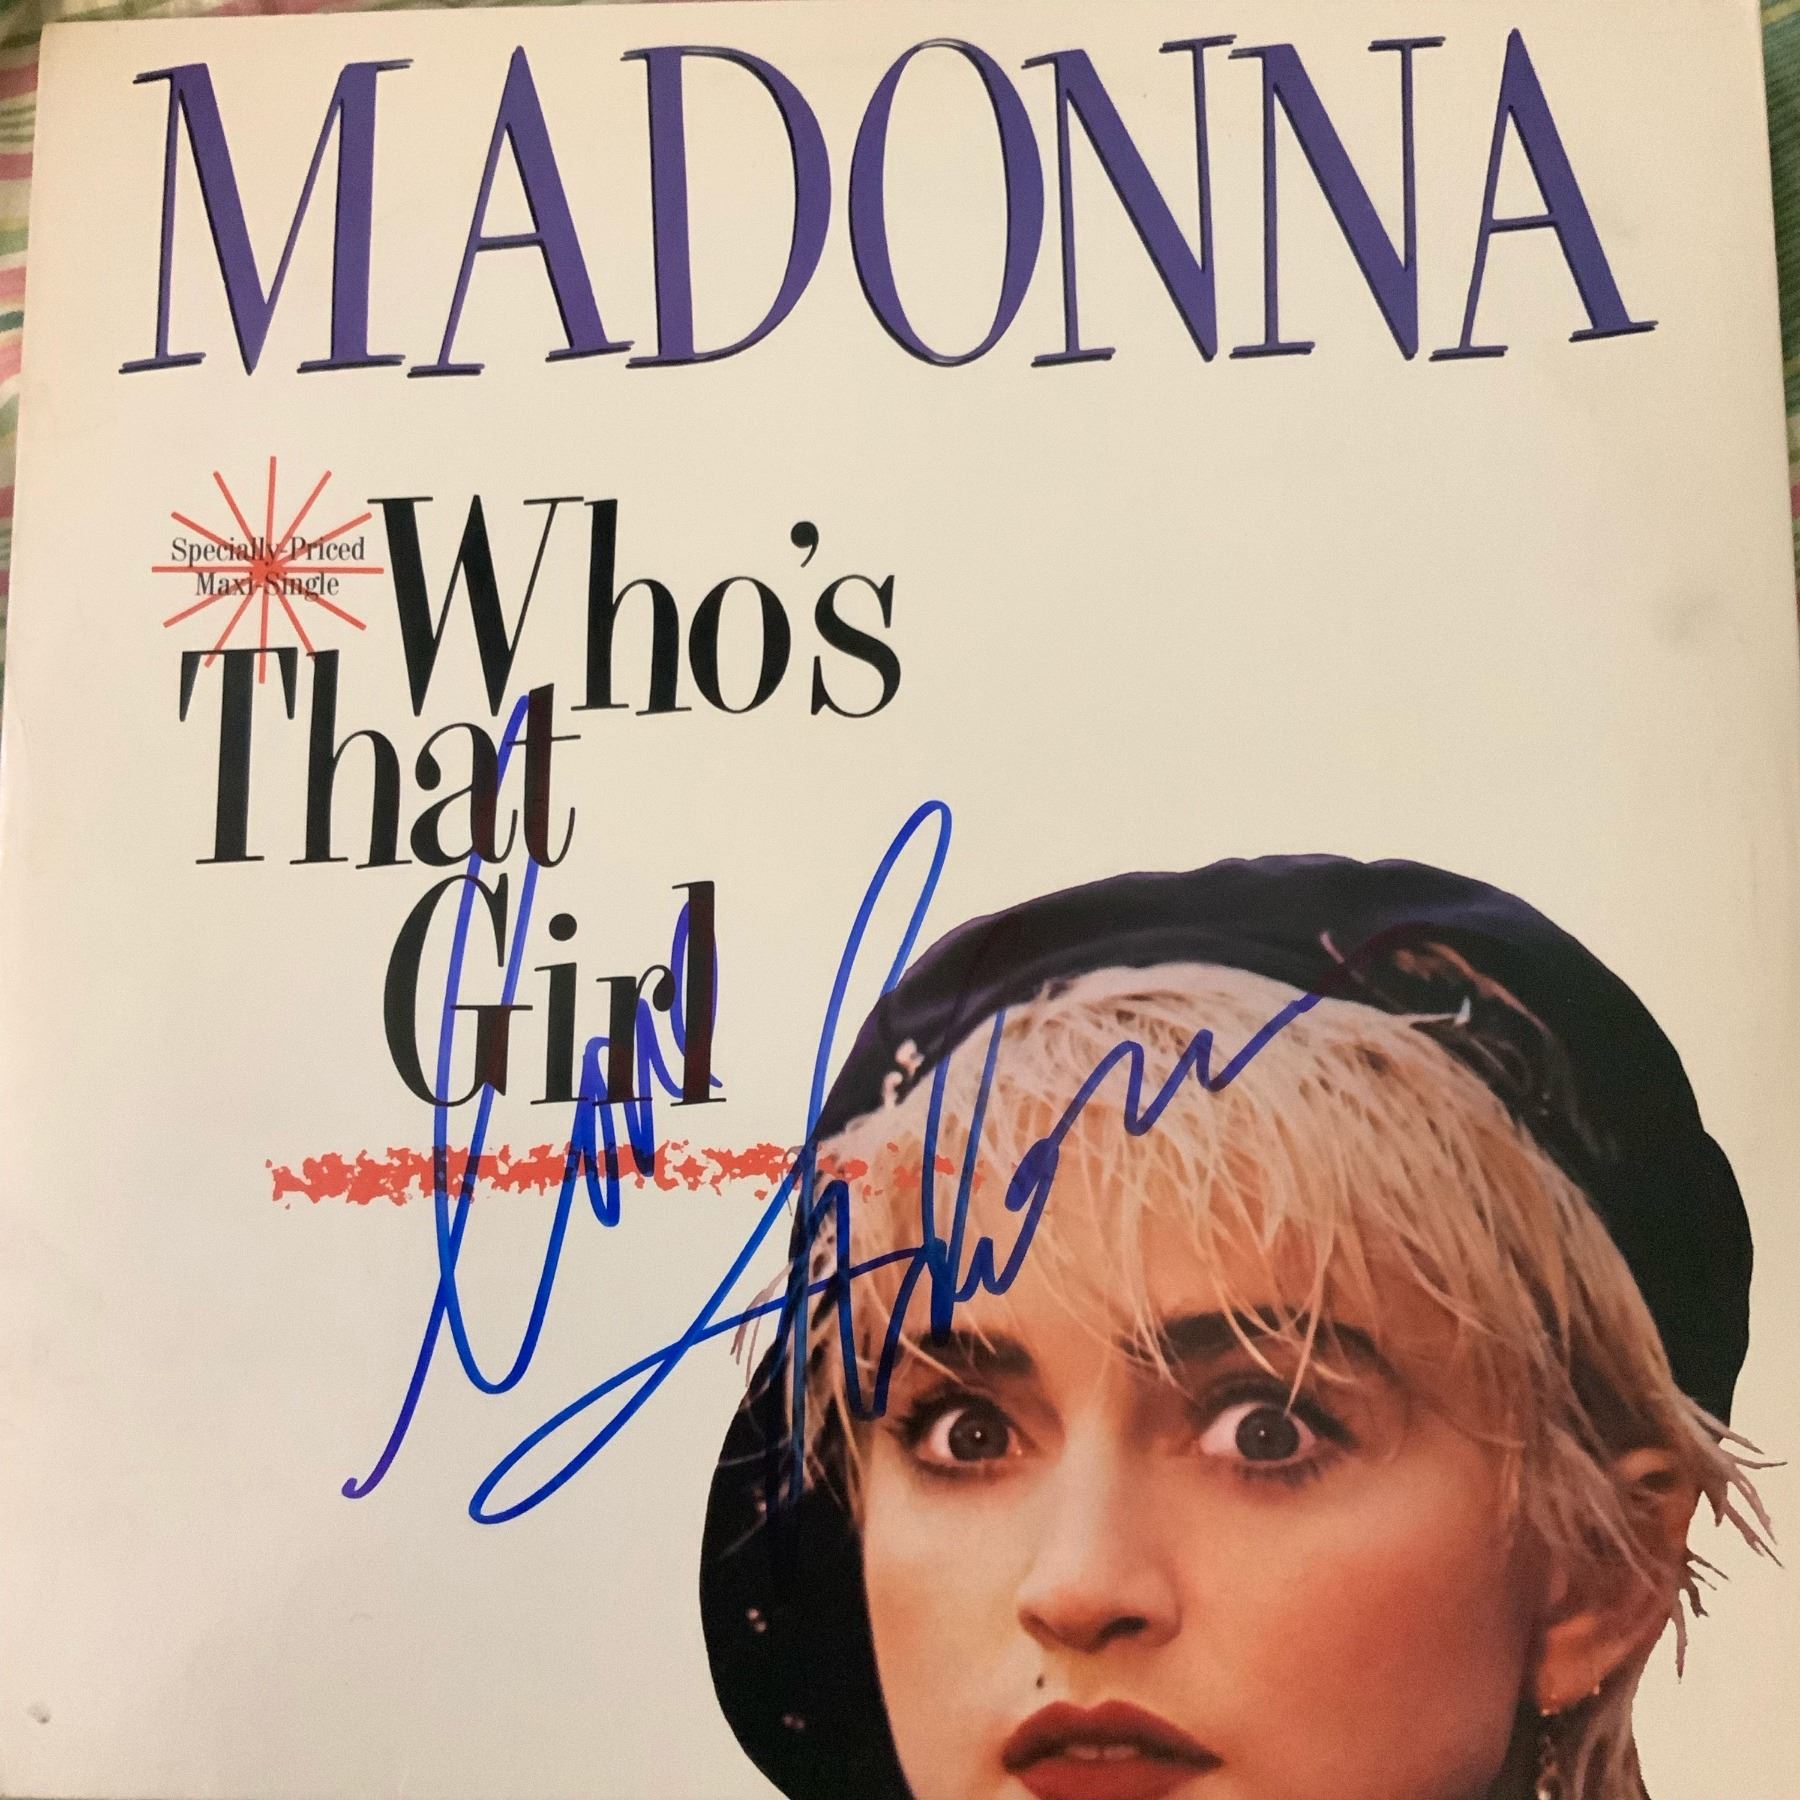 MADONNA
Specially-Priced
Maxi-Single
Who's
That
Girl